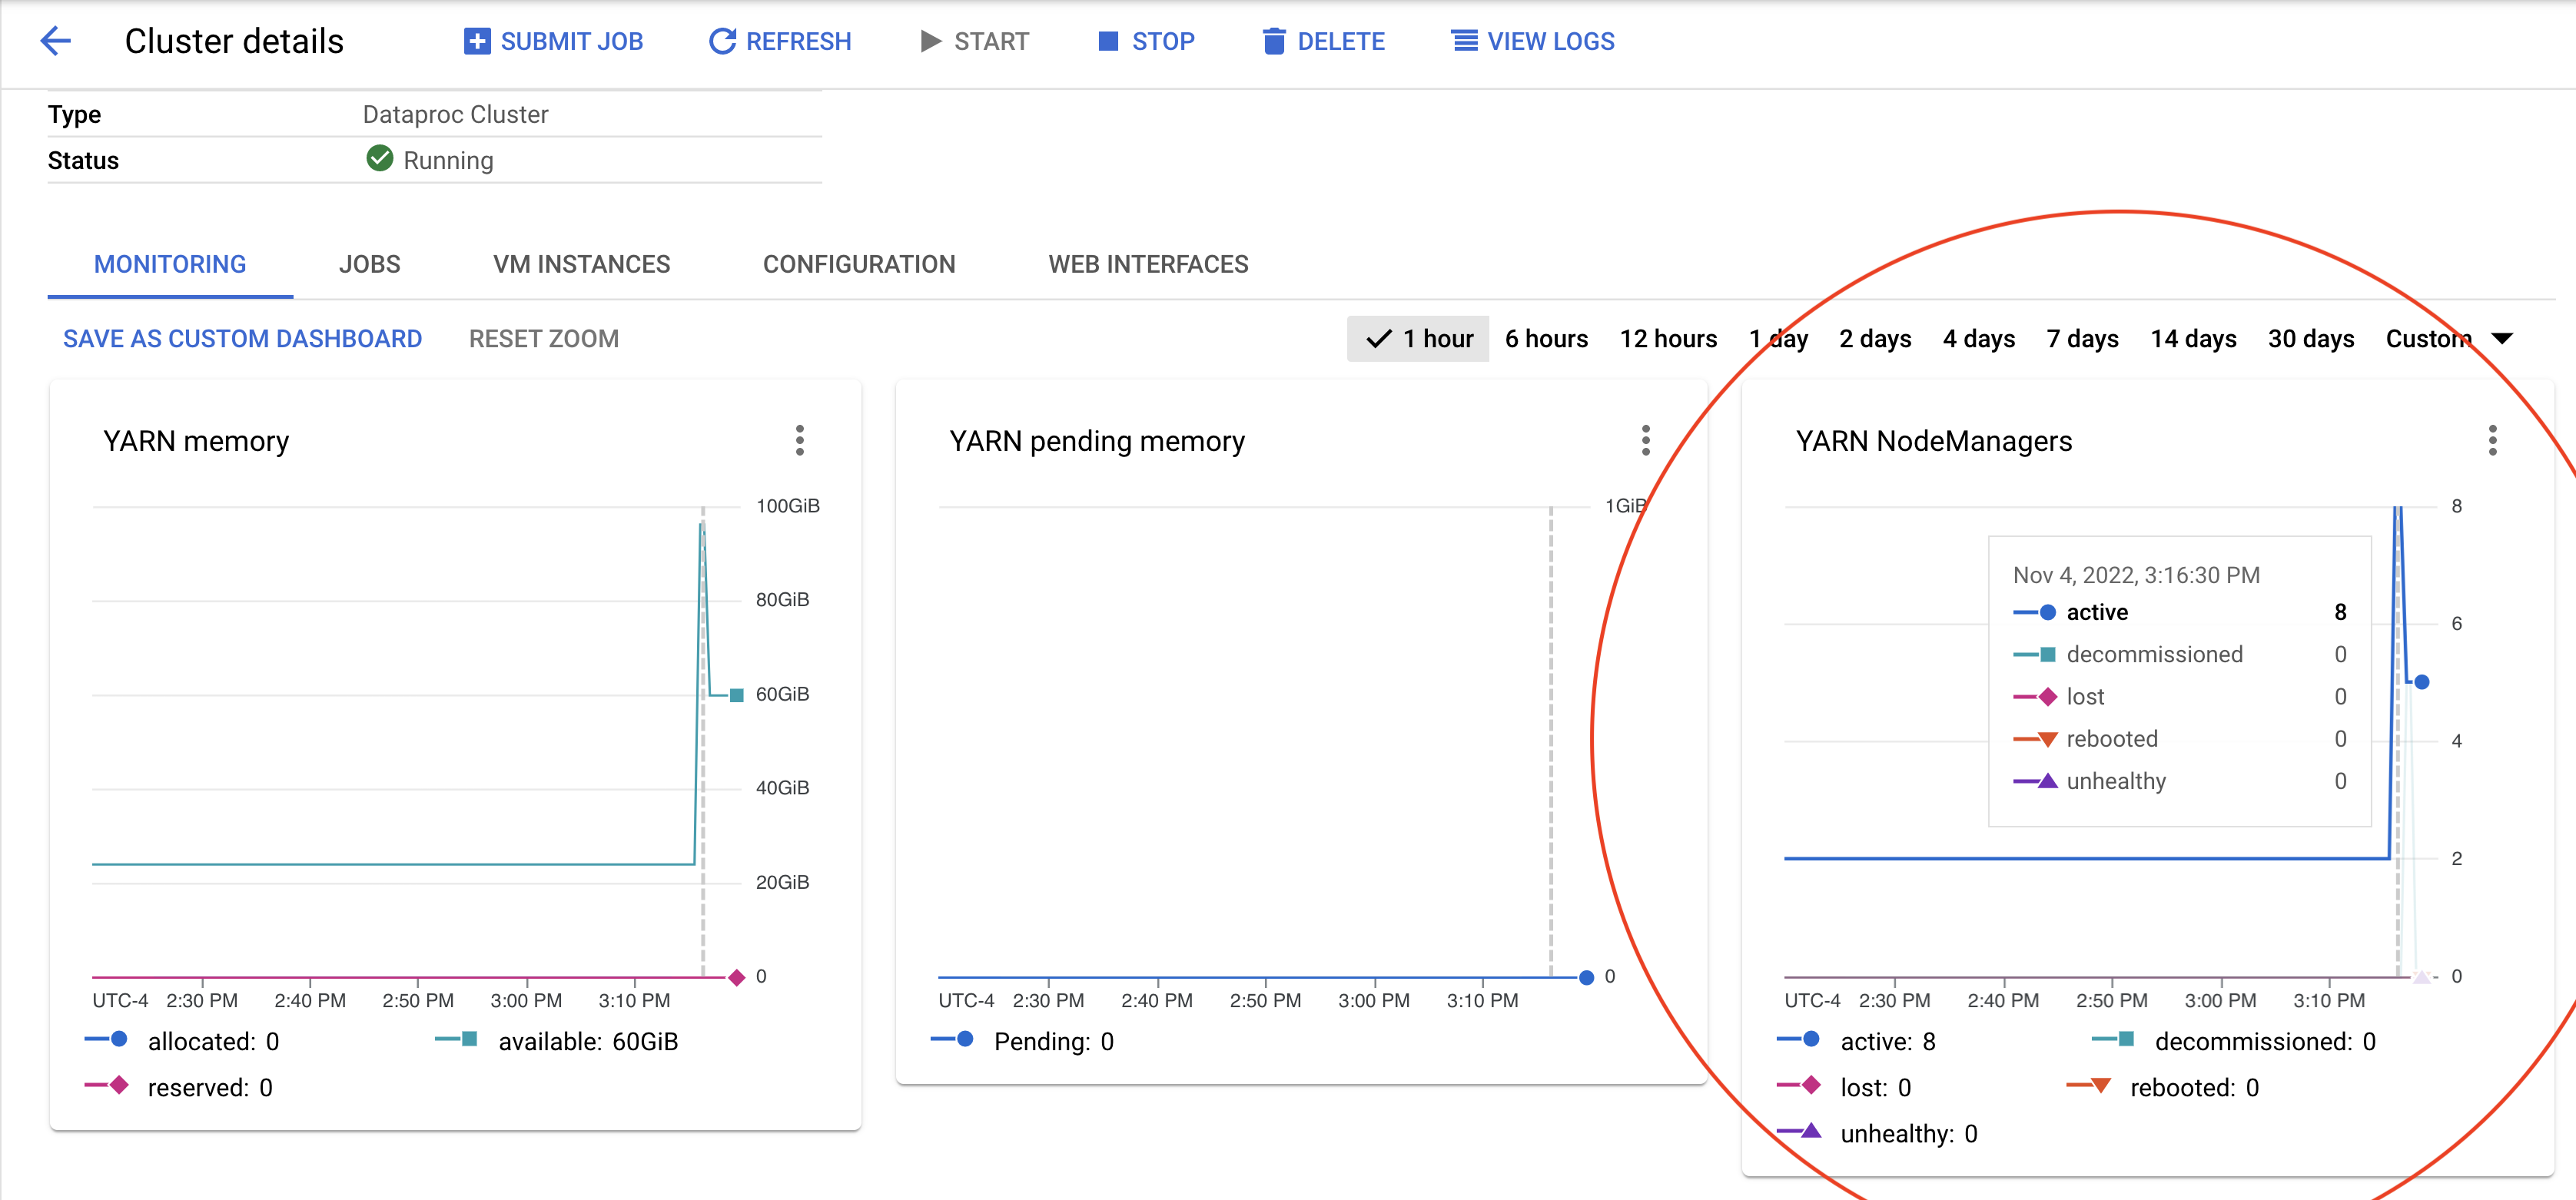 Cluster details SUBMIT JOB REFRESH START STOP DELETE VIEW LOGS
Type Dataproc Cluster
Status Running
MONITORING JOBS VM INSTANCES CONFIGURATION WEB INTERFACES
SAVE AS CUSTOM DASHBOARD RESET ZOOM 1 hour 6 hours 12 hours 1 day 2 days 4 days 7 days 14 days 30 days Custom
YARN memory
100GiB
80GiB
60GiB
40GiB
20GiB
0
UTC-4 2:30 PM 2:40 PM 2:50 PM 3:00 PM 3:10 PM
allocated: 0 available: 60GiB
reserved: 0
YARN pending memory
1GiB
0
UTC-4 2:30 PM 2:40 PM 2:50 PM 3:00 PM 3:10 PM
Pending: 0
YARN NodeManagers
8
Nov 4, 2022, 3:16:30 PM
active 8
6
decommissioned 0
lost 0
rebooted 0
4
unhealthy 0
2
0
UTC-4 2:30 PM 2:40 PM 2:50 PM 3:00 PM 3:10 PM
active: 8 decommissioned: 0
lost: 0 rebooted: 0
unhealthy: 0